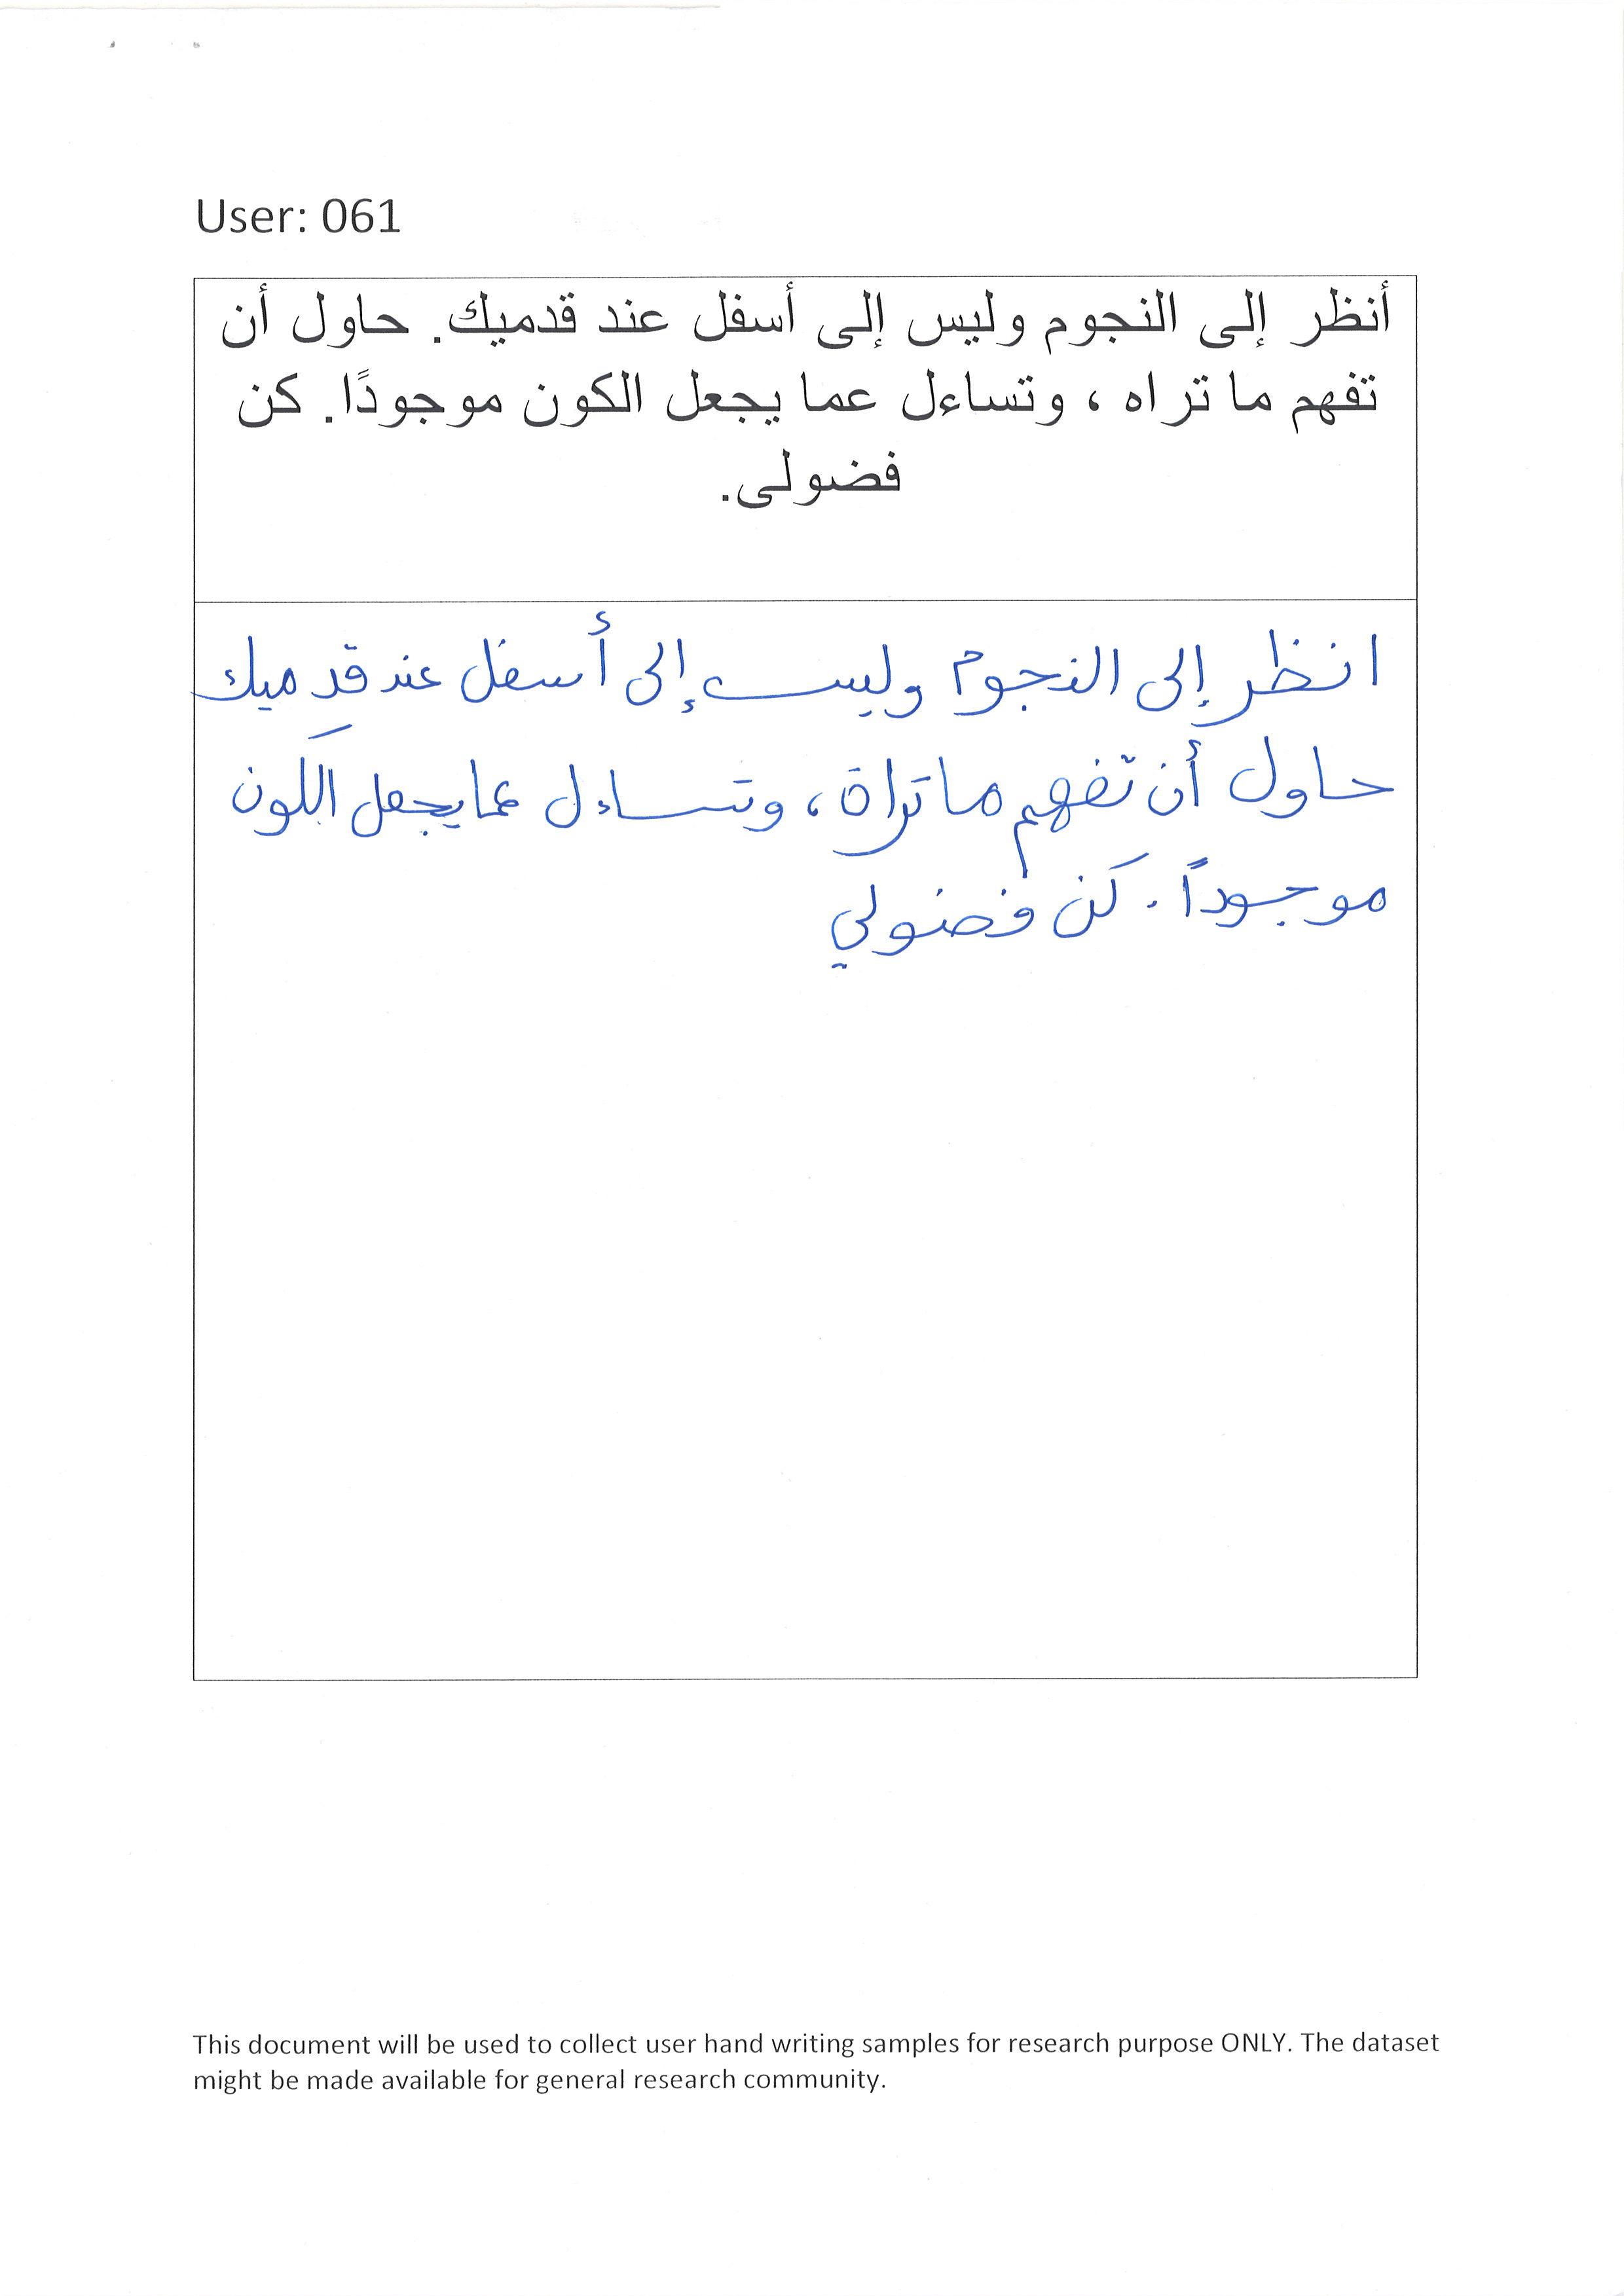 User: 061
أنظر إلى النجوم وليس إلى أسفل عند قدميك. حاول أن
تفهم ما تراه ، وتساءل عما يجعل الكون موجودًا. كن
فضولى.
انظر إلى النجوم وليس إلى أسفل عند قدميك
حاول أن تفهم ما تراة ، وتساءل عما يجعل الكون
موجوداً. كن فضولي
This document will be used to collect user hand writing samples for research purpose ONLY. The dataset
might be made available for general research community.